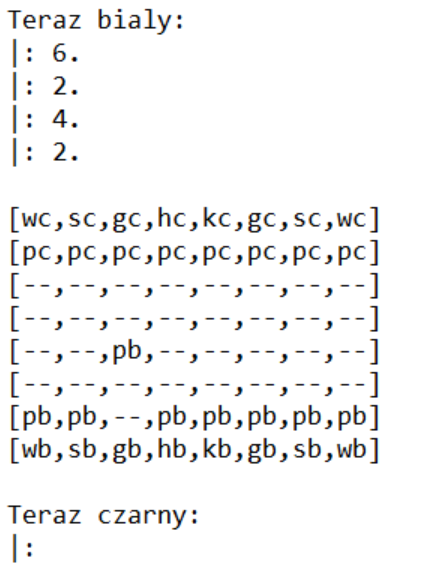 Teraz bialy:
|: 6.
|: 2.
|: 4.
|: 2.
[wc,sc,gc,hc,kc,gc,sc,wc]
[pc,pc,pc,pc,pc,pc,pc,pc]
[--,--,--,--,--,--,--,--]
[--,--,--,--,--,--,--,--]
[--,--,pb,--,--,--,--,--]
[--,--,--,--,--,--,--,--]
[pb,pb,--,pb,pb,pb,pb,pb]
[wb,sb,gb,hb,kb,gb,sb,wb]
Teraz czarny:
|: